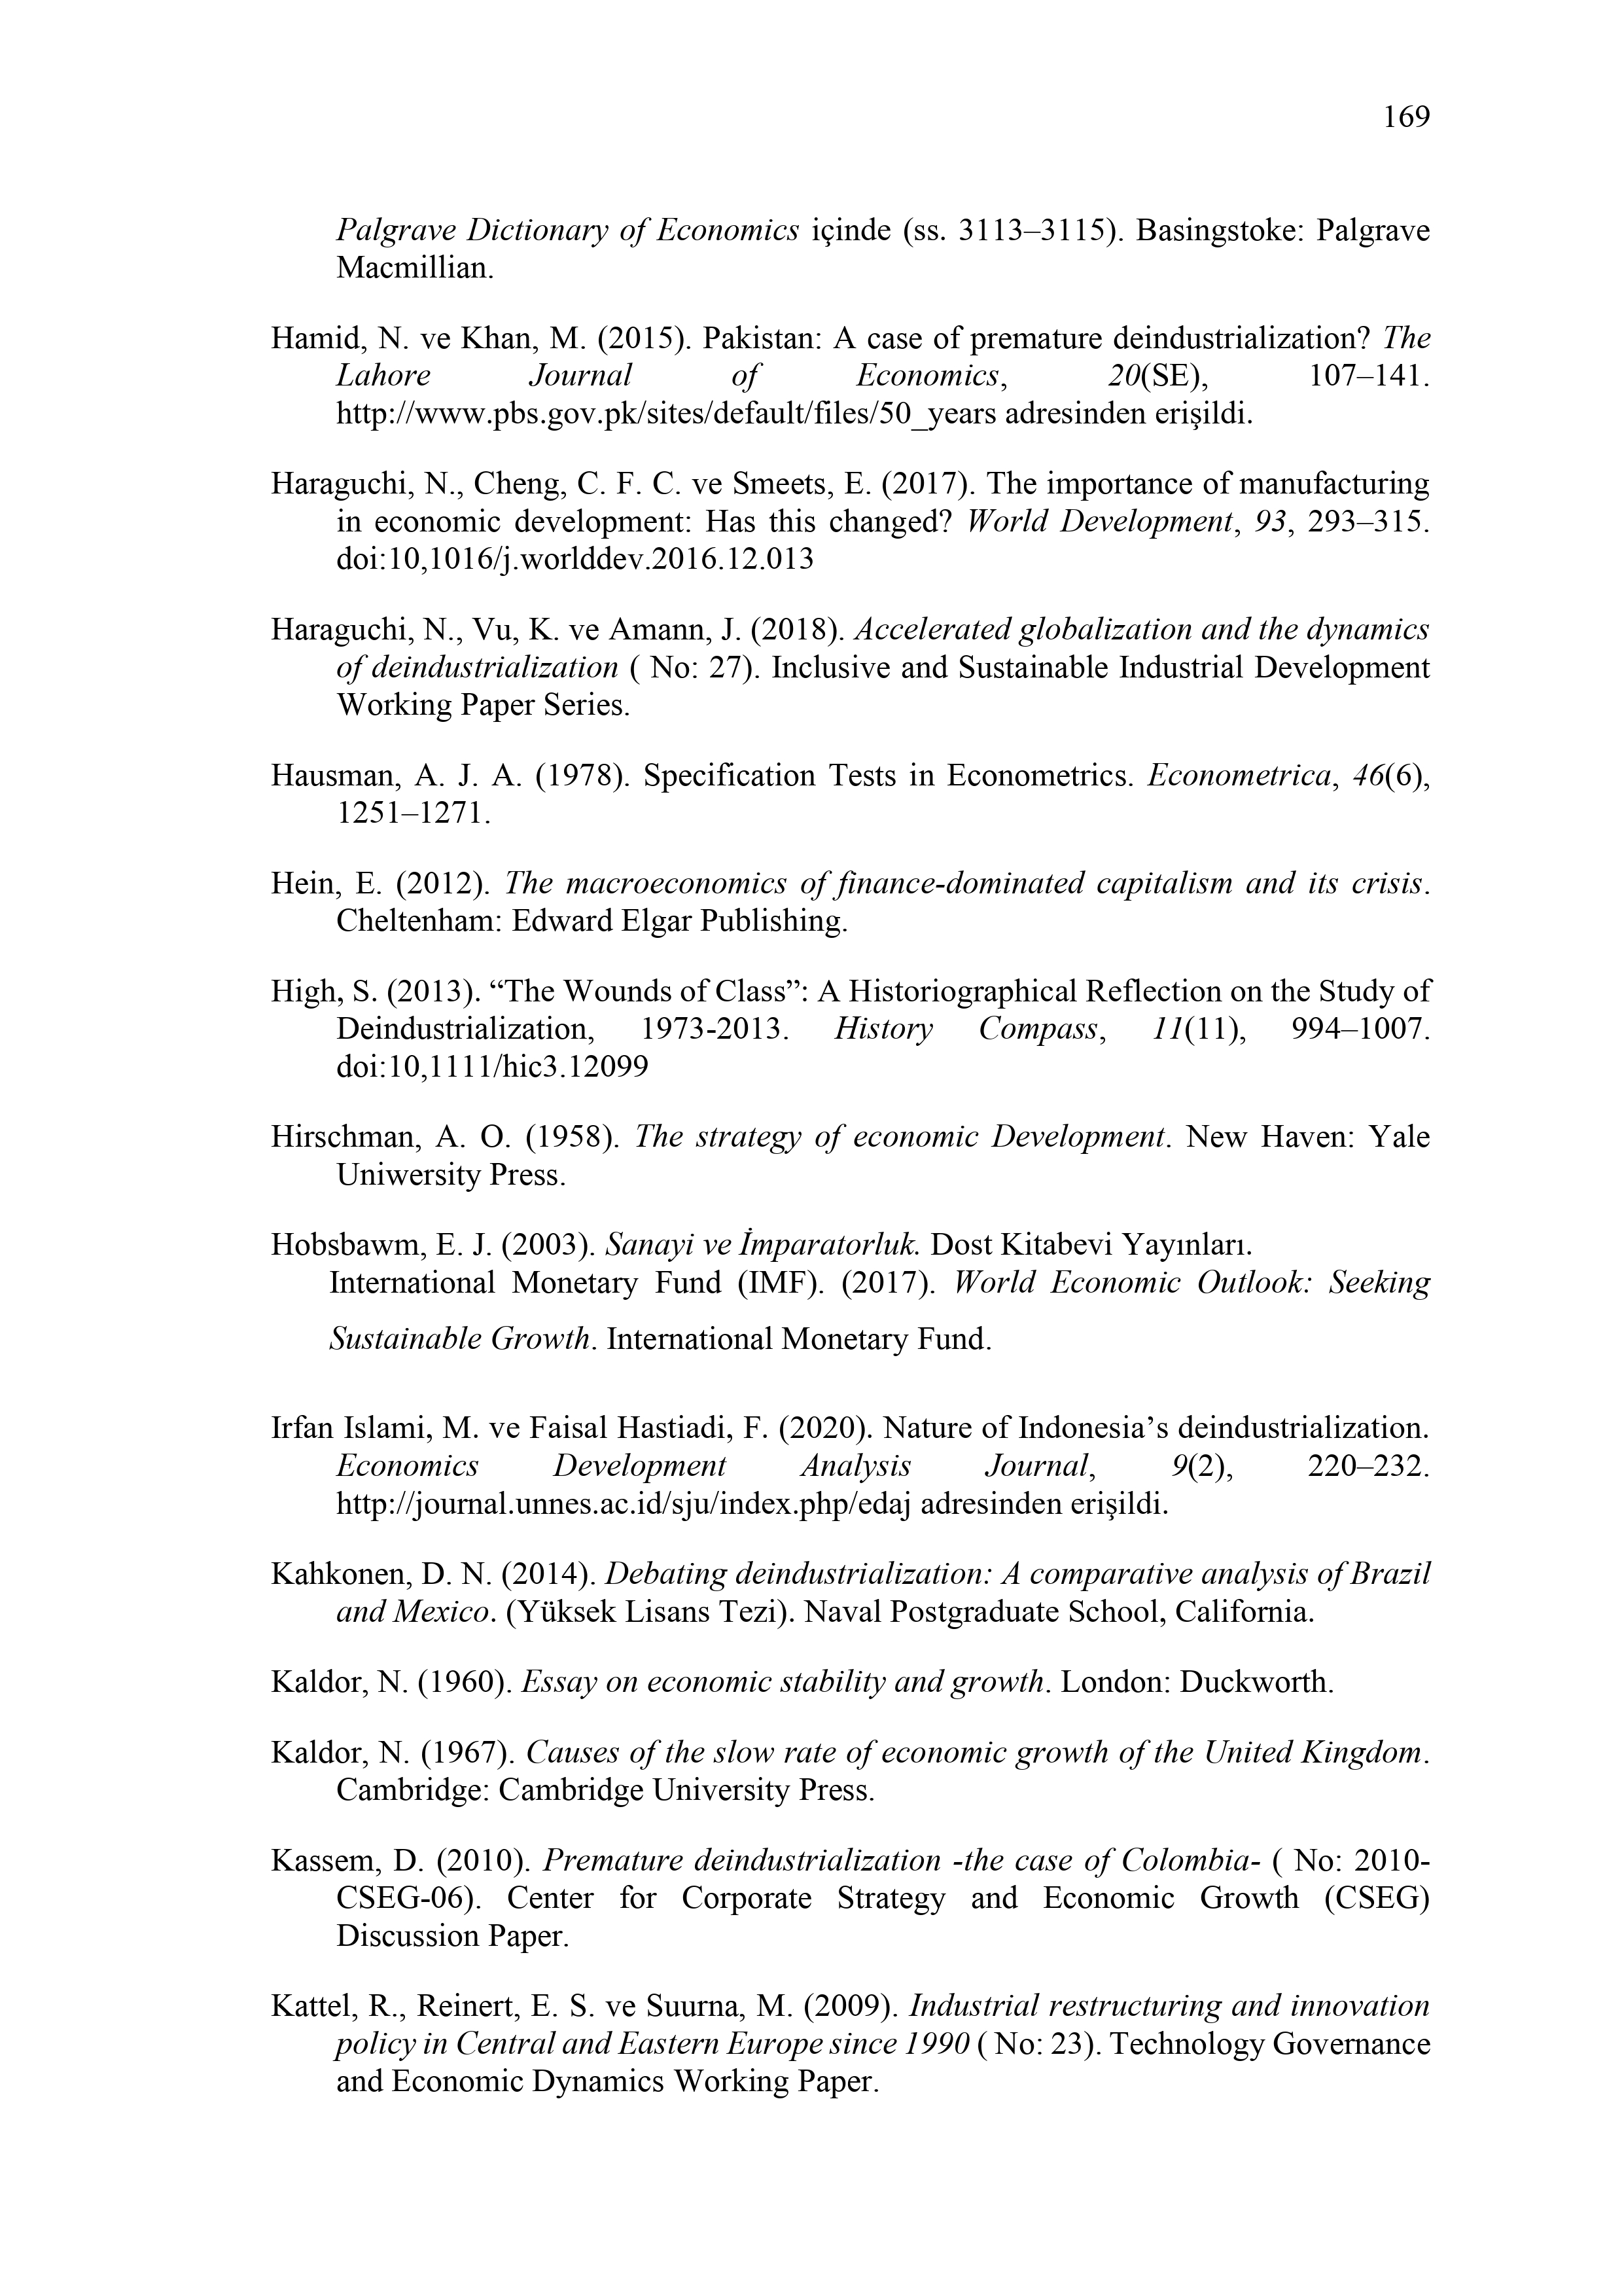 169
Palgrave Dictionary of Economics içinde (ss. 3113–3115). Basingstoke: Palgrave
Macmillian.
Hamid, N. ve Khan, M. (2015). Pakistan: A case of premature deindustrialization? The
Lahore Journal of Economics, 20(SE), 107–141.
http://www.pbs.gov.pk/sites/default/files/50_years adresinden erişildi.
Haraguchi, N., Cheng, C. F. C. ve Smeets, E. (2017). The importance of manufacturing
in economic development: Has this changed? World Development, 93, 293–315.
doi:10,1016/j.worlddev.2016.12.013
Haraguchi, N., Vu, K. ve Amann, J. (2018). Accelerated globalization and the dynamics
of deindustrialization ( No: 27). Inclusive and Sustainable Industrial Development
Working Paper Series.
Hausman, A. J. A. (1978). Specification Tests in Econometrics. Econometrica, 46(6),
1251–1271.
Hein, E. (2012). The macroeconomics of finance-dominated capitalism and its crisis.
Cheltenham: Edward Elgar Publishing.
High, S. (2013). “The Wounds of Class”: A Historiographical Reflection on the Study of
Deindustrialization, 1973-2013. History Compass, 11(11), 994–1007.
doi:10,1111/hic3.12099
Hirschman, A. O. (1958). The strategy of economic Development. New Haven: Yale
Uniwersity Press.
Hobsbawm, E. J. (2003). Sanayi ve İmparatorluk. Dost Kitabevi Yayınları.
International Monetary Fund (IMF). (2017). World Economic Outlook: Seeking
Sustainable Growth. International Monetary Fund.
Irfan Islami, M. ve Faisal Hastiadi, F. (2020). Nature of Indonesia’s deindustrialization.
Economics Development Analysis Journal, 9(2), 220–232.
http://journal.unnes.ac.id/sju/index.php/edaj adresinden erişildi.
Kahkonen, D. N. (2014). Debating deindustrialization: A comparative analysis of Brazil
and Mexico. (Yüksek Lisans Tezi). Naval Postgraduate School, California.
Kaldor, N. (1960). Essay on economic stability and growth. London: Duckworth.
Kaldor, N. (1967). Causes of the slow rate of economic growth of the United Kingdom.
Cambridge: Cambridge University Press.
Kassem, D. (2010). Premature deindustrialization -the case of Colombia- ( No: 2010-
CSEG-06). Center for Corporate Strategy and Economic Growth (CSEG)
Discussion Paper.
Kattel, R., Reinert, E. S. ve Suurna, M. (2009). Industrial restructuring and innovation
policy in Central and Eastern Europe since 1990 ( No: 23). Technology Governance
and Economic Dynamics Working Paper.